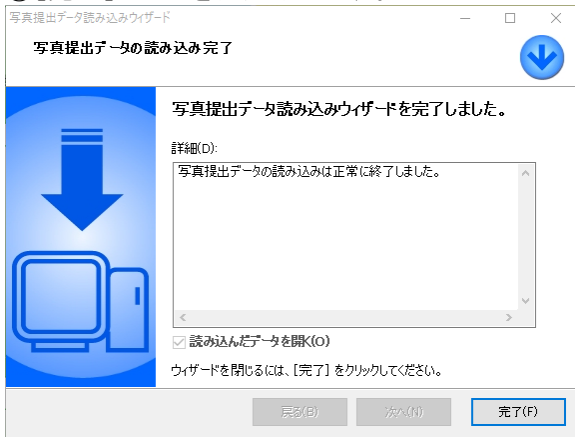 写真提出データ読み込みウィザード
写真提出データの読み込み完了
写真提出データ読み込みウィザードを完了しました。
詳細(D):
写真提出データの読み込みは正常に終了しました。
読み込んだデータを開く(O)
ウィザードを閉じるには、[完了] をクリックしてください。
戻る(B)
次へ(N)
完了(F)